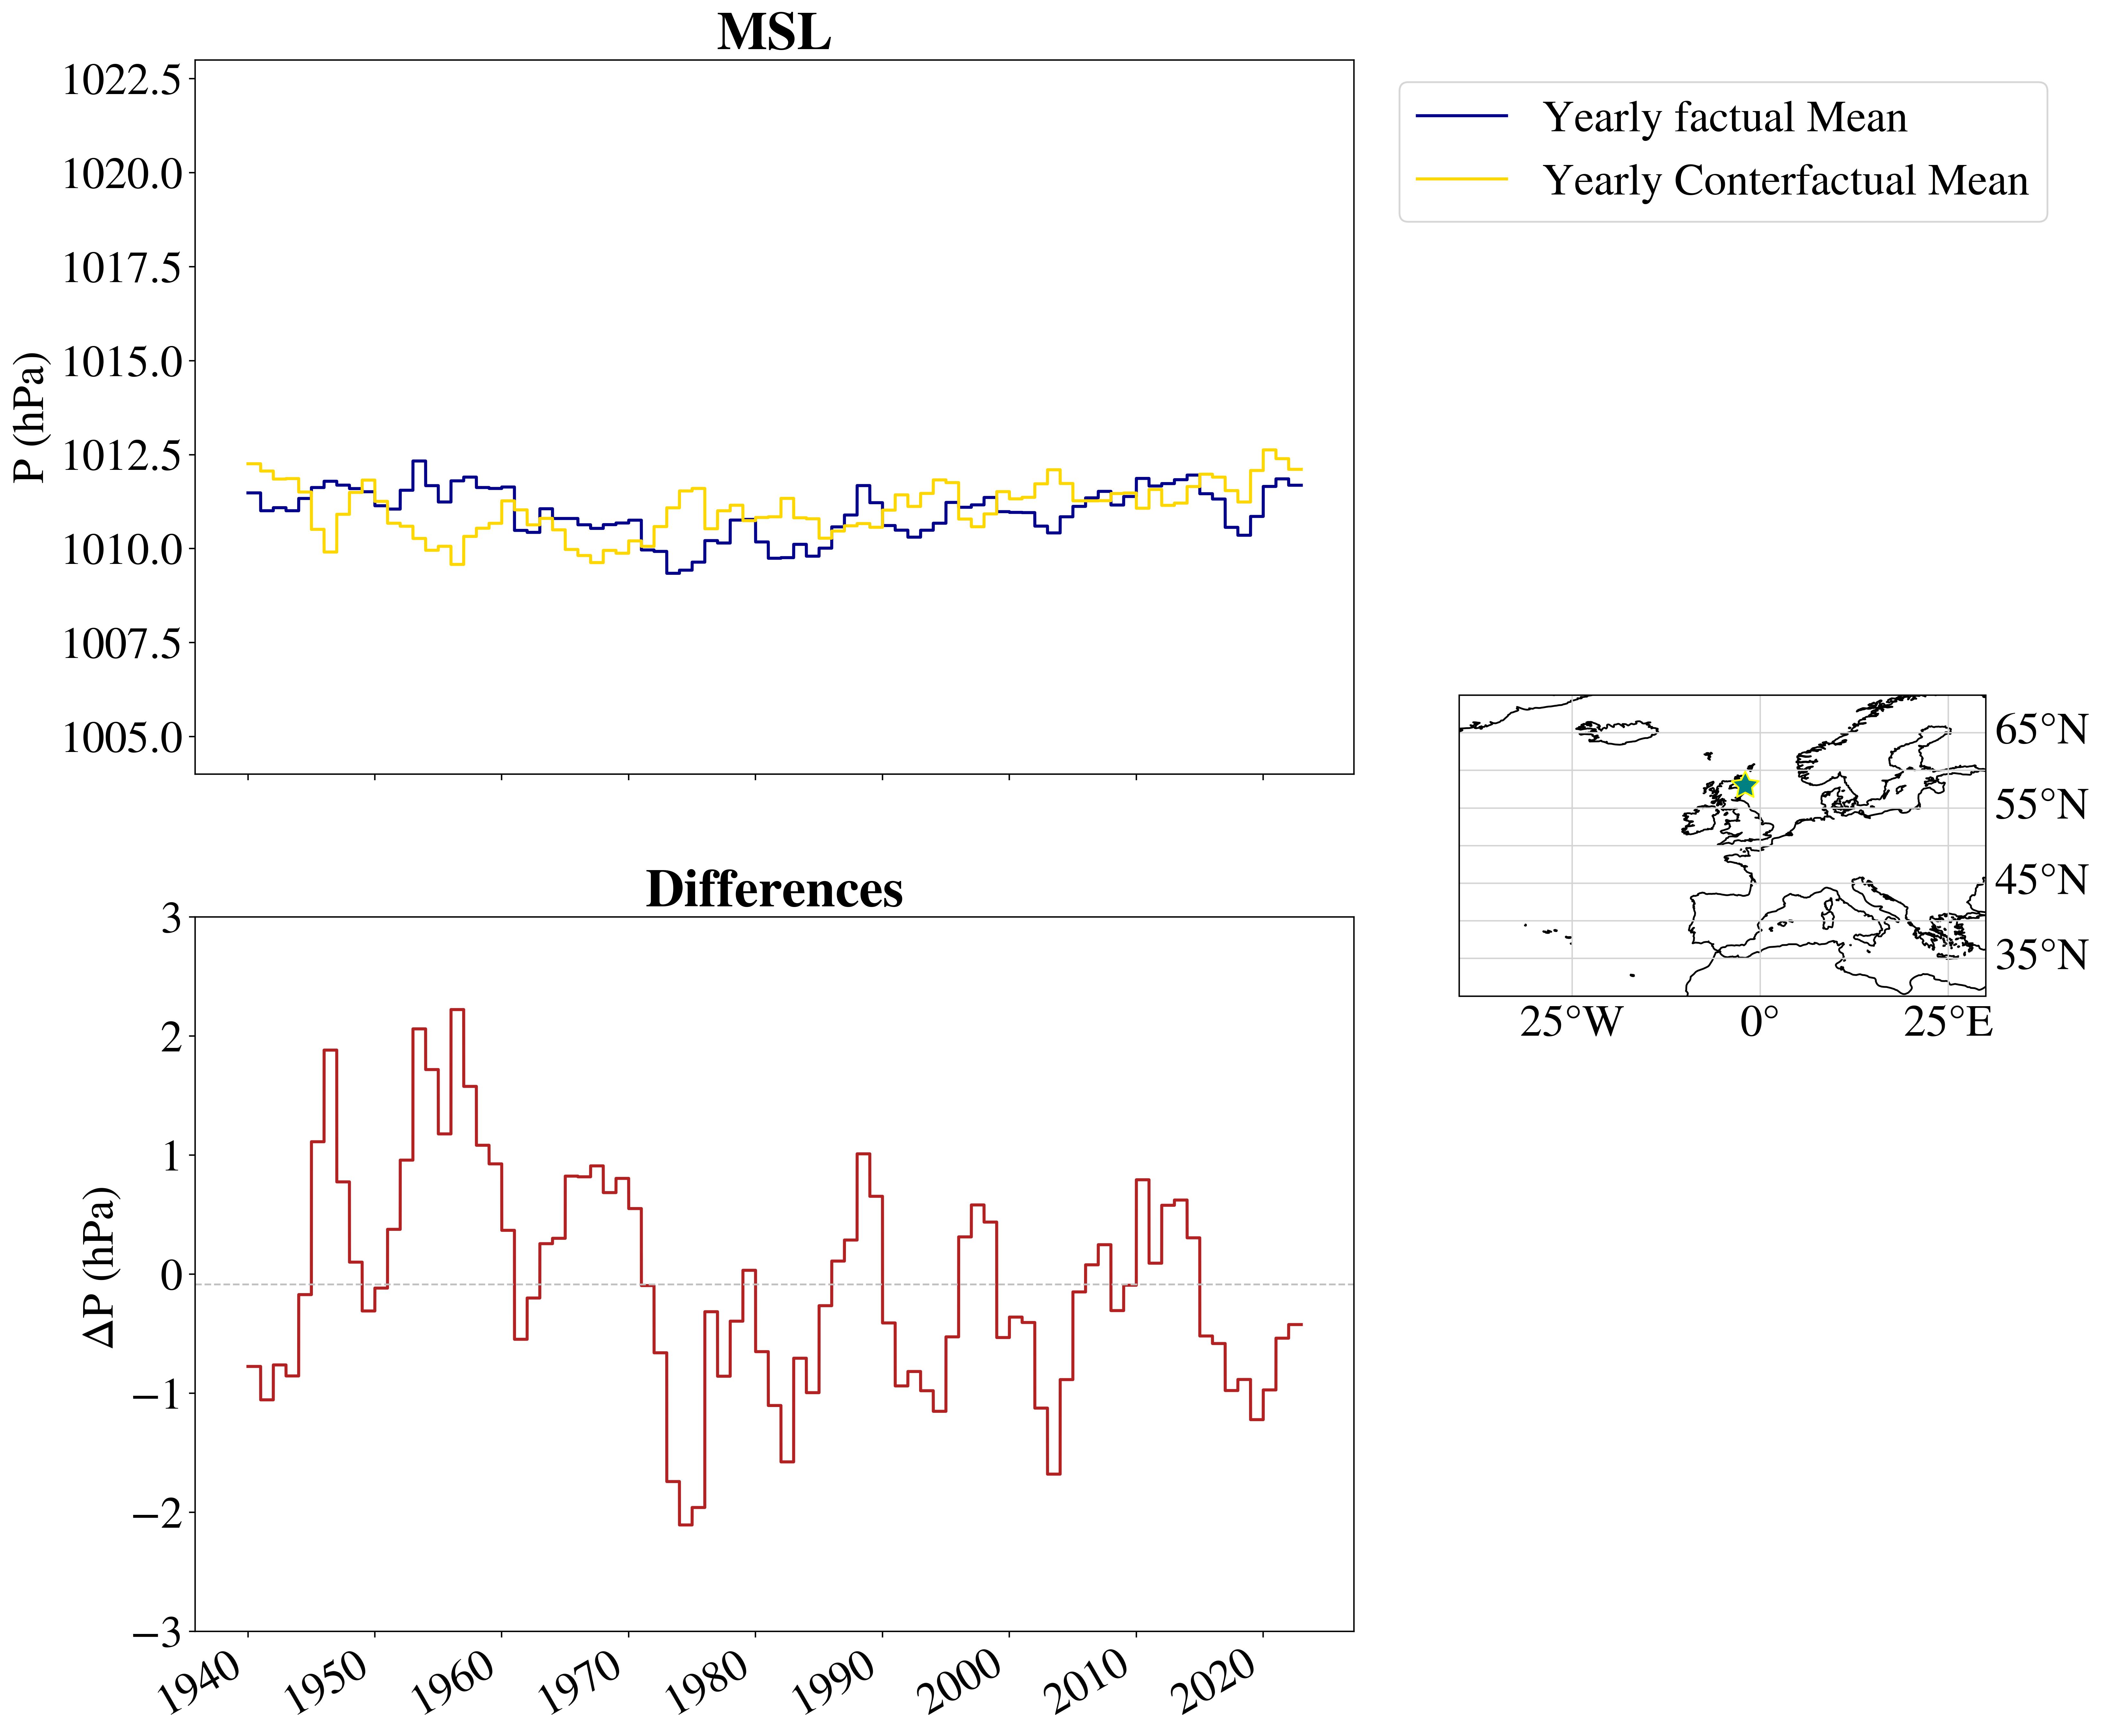 MSL
1022.5
1020.0
1017.5
1015.0
1012.5
1010.0
1007.5
1005.0
P (hPa)
Yearly factual Mean
Yearly Conterfactual Mean
65°N
55°N
45°N
35°N
25°W 0° 25°E
Differences
3
2
1
0
−1
−2
−3
ΔP (hPa)
1940 1950 1960 1970 1980 1990 2000 2010 2020